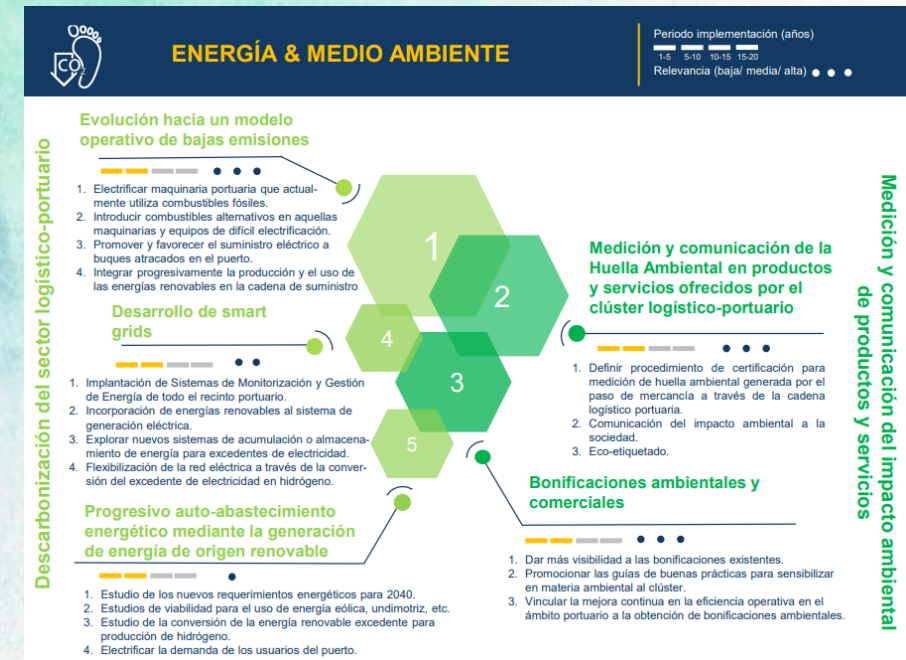 CO2
ENERGÍA & MEDIO AMBIENTE
Periodo implementación (años)
1-5 5-10 10-15 15-20
Relevancia (baja/ media/ alta)
Descarbonización del sector logístico-portuario
Evolución hacia un modelo
operativo de bajas emisiones
1. Electrificar maquinaria portuaria que actual-
mente utiliza combustibles fósiles.
2. Introducir combustibles alternativos en aquellas
maquinarias y equipos de difícil electrificación.
3. Promover y favorecer el suministro eléctrico a
buques atracados en el puerto.
4. Integrar progresivamente la producción y el uso de
las energías renovables en la cadena de suministro
Desarrollo de smart
grids
1. Implantación de Sistemas de Monitorización y Gestión
de Energía de todo el recinto portuario.
2. Incorporación de energías renovables al sistema de
generación eléctrica.
3. Explorar nuevos sistemas de acumulación o almacena-
miento de energía para excedentes de electricidad.
4. Flexibilización de la red eléctrica a través de la conver-
sión del excedente de electricidad en hidrógeno.
Progresivo auto-abastecimiento
energético mediante la generación
de energía de origen renovable
1. Estudio de los nuevos requerimientos energéticos para 2040.
2. Estudios de viabilidad para el uso de energía eólica, undimotriz, etc.
3. Estudio de la conversión de la energía renovable excedente para
producción de hidrógeno.
4. Electrificar la demanda de los usuarios del puerto.
1
2
4
3
5
Medición y comunicación de la
Huella Ambiental en productos
y servicios ofrecidos por el
clúster logístico-portuario
1. Definir procedimiento de certificación para
medición de huella ambiental generada por el
paso de mercancía a través de la cadena
logístico portuaria.
2. Comunicación del impacto ambiental a la
sociedad.
3. Eco-etiquetado.
Bonificaciones ambientales y
comerciales
1. Dar más visibilidad a las bonificaciones existentes.
2. Promocionar las guías de buenas prácticas para sensibilizar
en materia ambiental al clúster.
3. Vincular la mejora continua en la eficiencia operativa en el
ámbito portuario a la obtención de bonificaciones ambientales.
Medición y comunicación del impacto ambiental
de productos y servicios